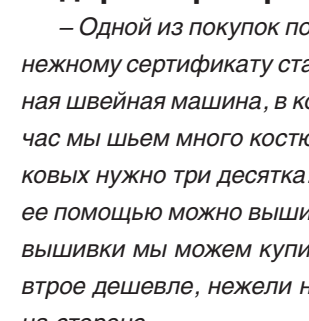 – Одной из покупок по
нежному сертификату ста
ная швейная машина, в ко
час мы шьем много костю
ковых нужно три десятка.
ее помощью можно выши
вышивки мы можем купи
втрое дешевле, нежели н